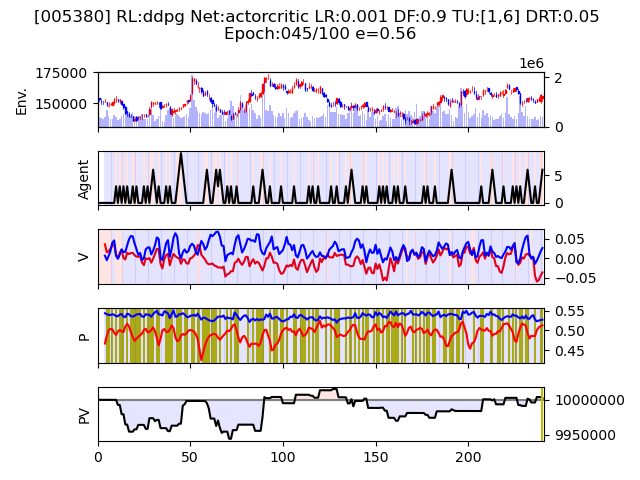 [005380] RL:ddpg Net:actorcritic LR:0.001 DF:0.9 TU:[1,6] DRT:0.05
Epoch:045/100 e=0.56
1e6
175000
150000
2
0
Env.
5
0
Agent
0.05
0.00
−0.05
V
0.55
0.50
0.45
P
10000000
9950000
PV
0
50
100
150
200